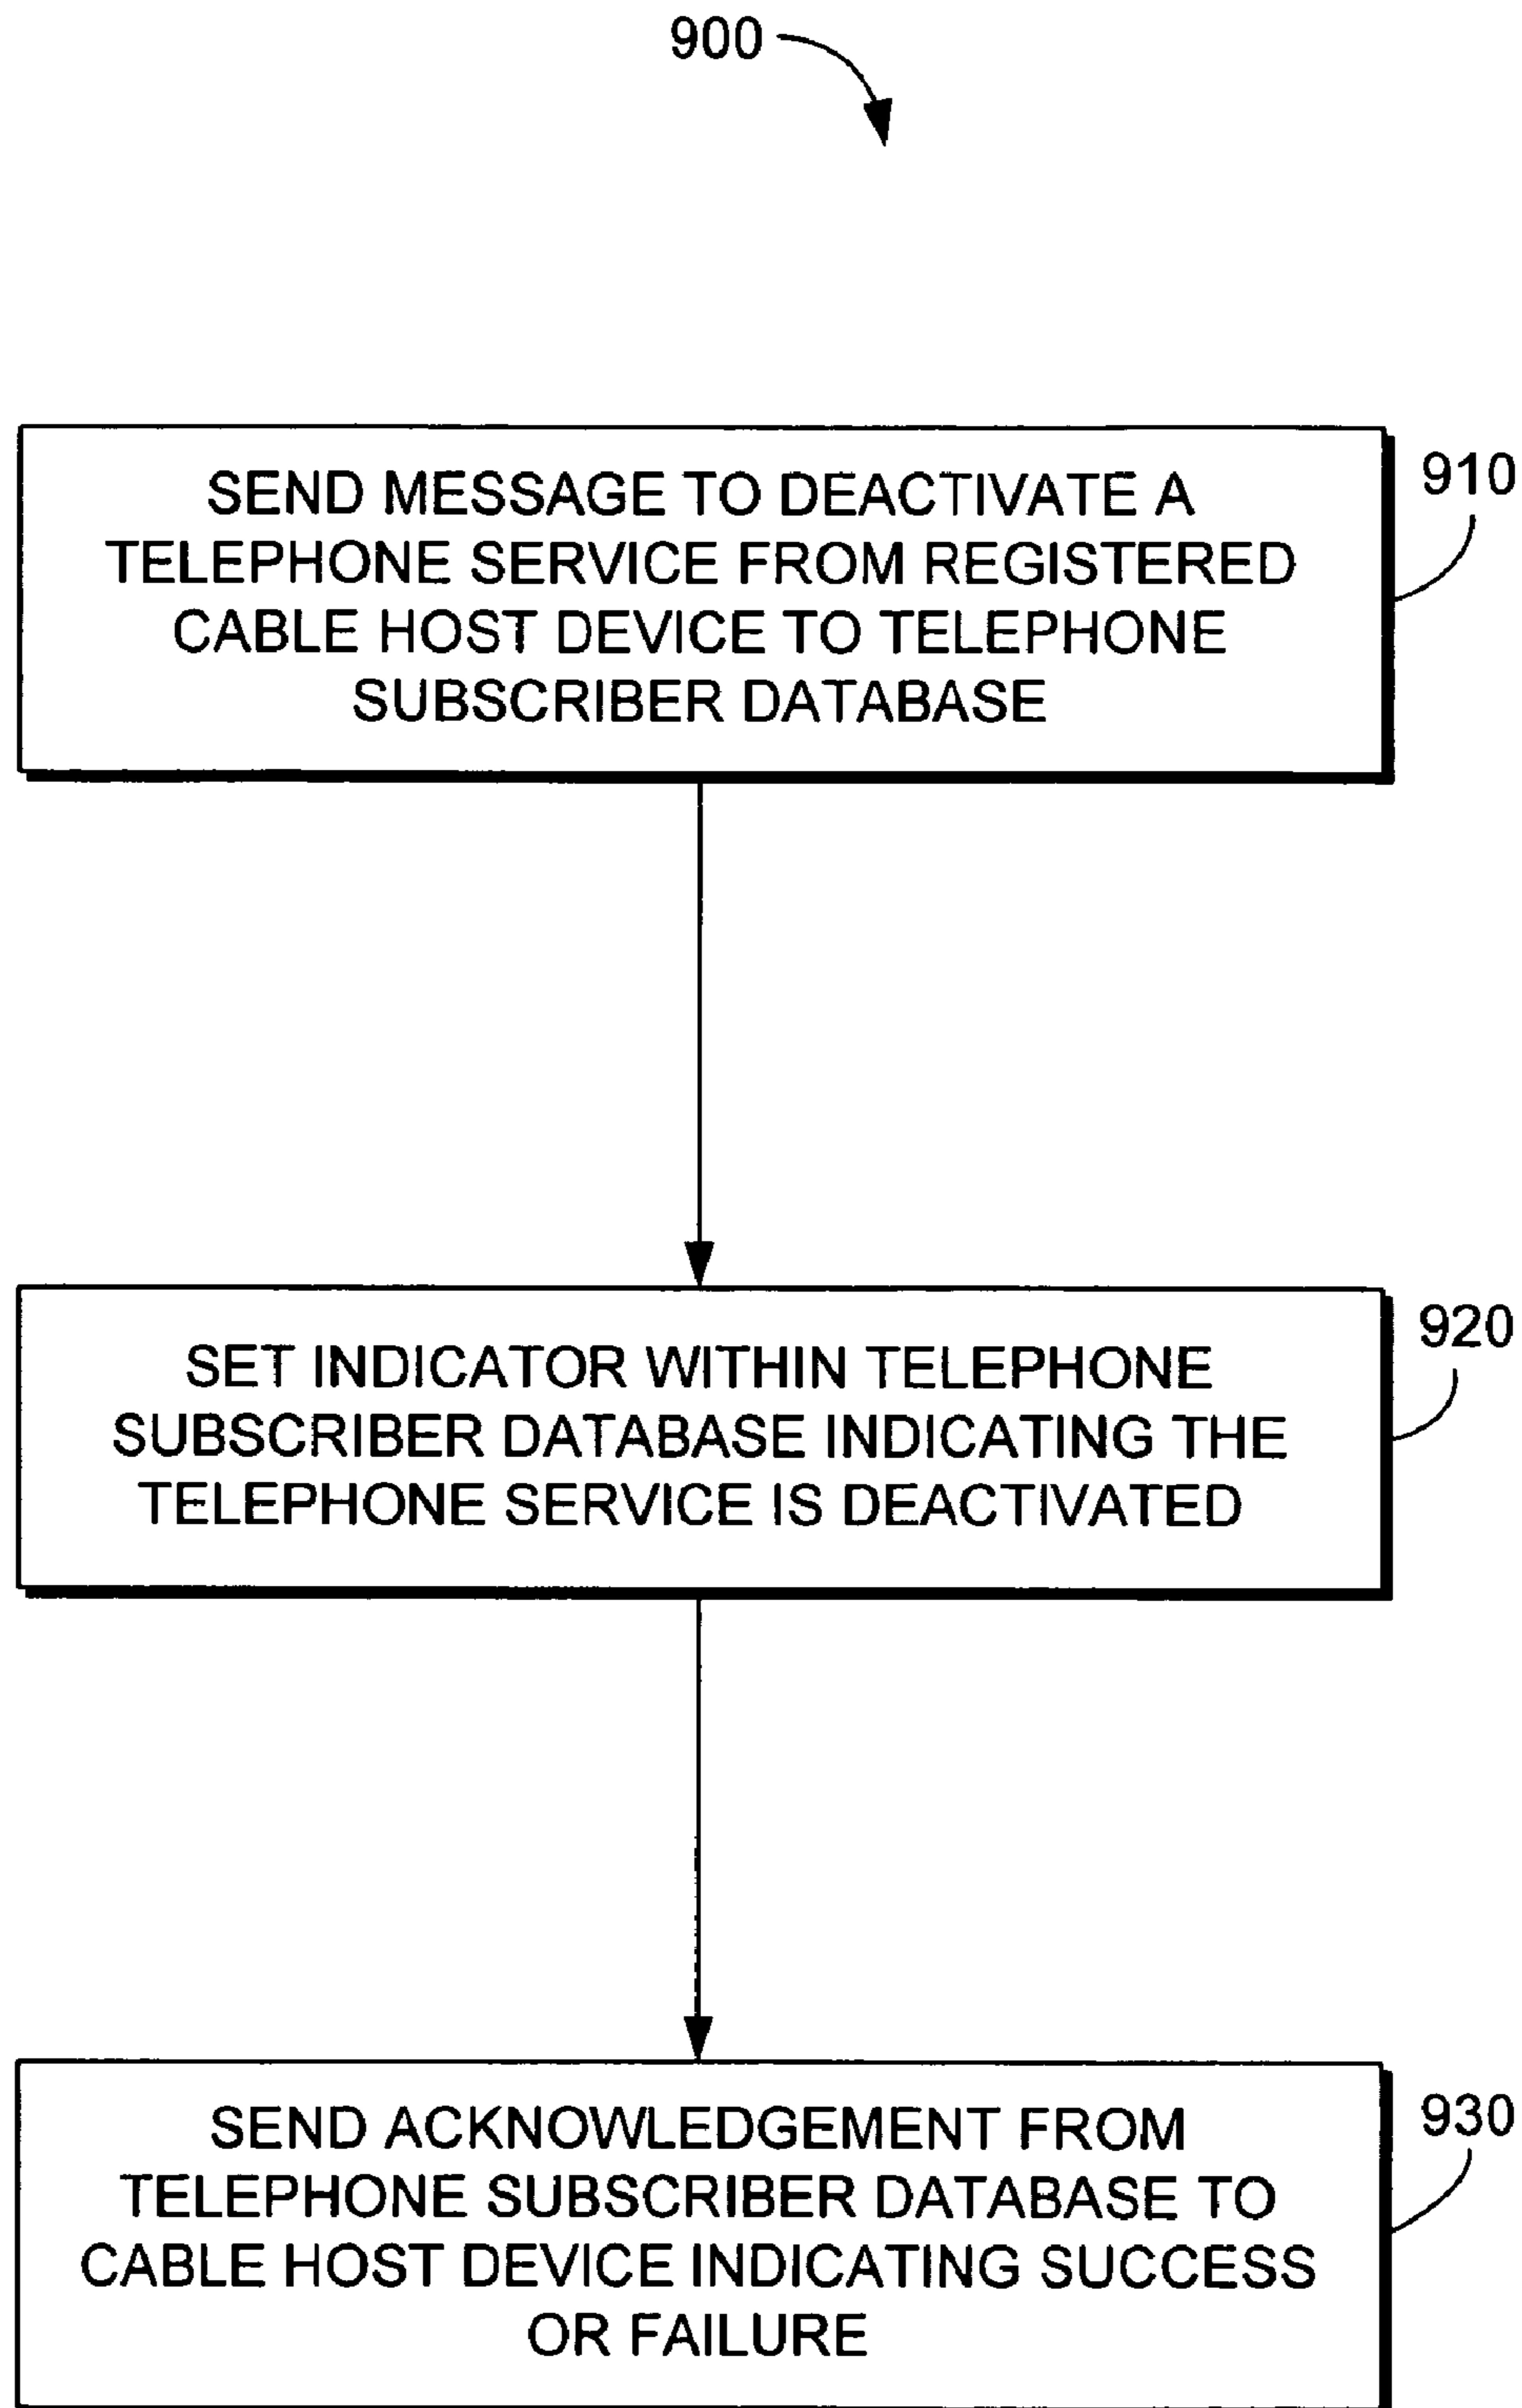 900
SEND MESSAGE TO DEACTIVATE A
TELEPHONE SERVICE FROM REGISTERED
CABLE HOST DEVICE TO TELEPHONE
SUBSCRIBER DATABASE
910
SET INDICATOR WITHIN TELEPHONE
SUBSCRIBER DATABASE INDICATING THE
TELEPHONE SERVICE IS DEACTIVATED
920
SEND ACKNOWLEDGEMENT FROM
TELEPHONE SUBSCRIBER DATABASE TO
CABLE HOST DEVICE INDICATING SUCCESS
OR FAILURE
930